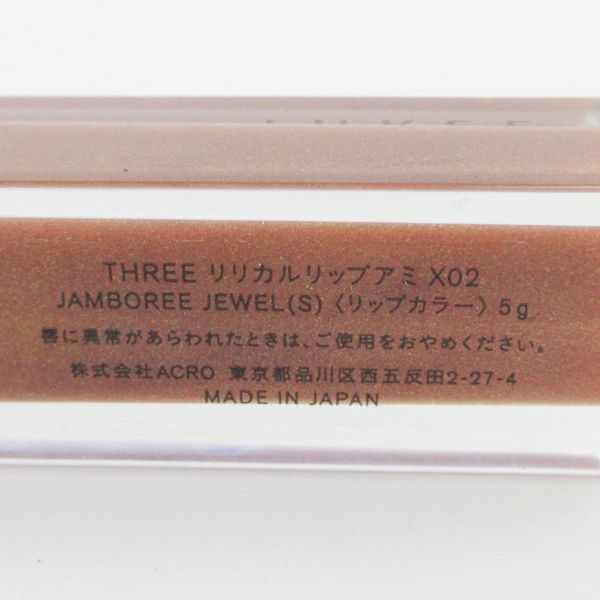 THREE リリカルリップアミ X02
JAMBOREE JEWEL(S)〈リップカラー〉5g
唇に異常があらわれたときは、ご使用をおやめください。
株式会社ACRO 東京都品川区西五反田2-27-4
MADE IN JAPAN